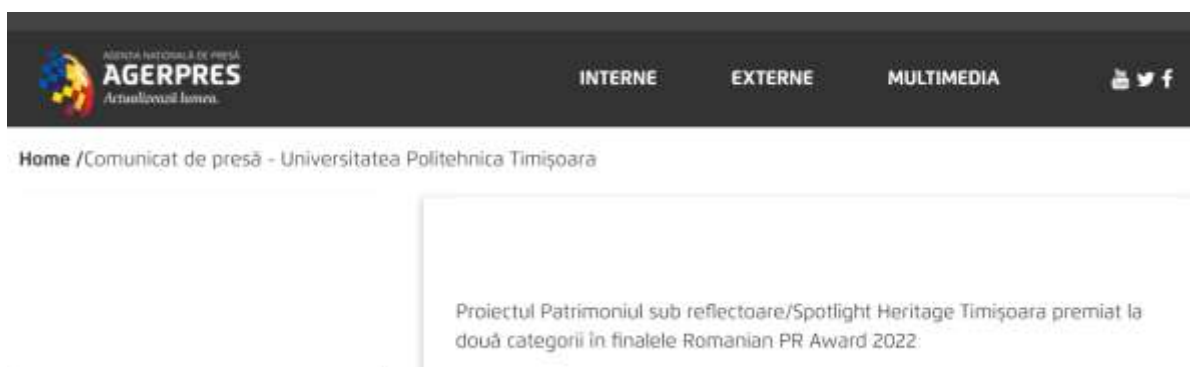 AGENȚIA NAȚIONALĂ DE PRESĂ
AGERPRES
Actualizează lumea.
INTERNE EXTERNE MULTIMEDIA
Home /Comunicat de presă - Universitatea Politehnica Timișoara
Proiectul Patrimoniul sub reflectoare/Spotlight Heritage Timișoara premiat la
două categorii în finalele Romanian PR Award 2022